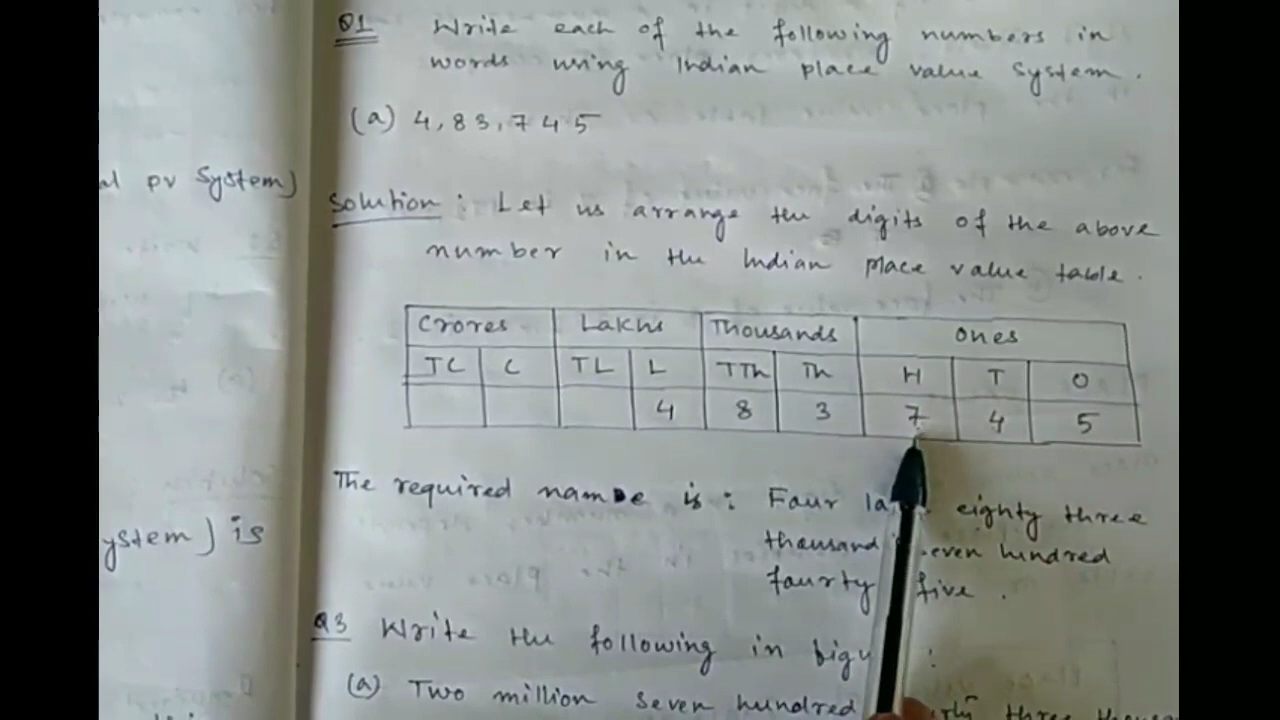 al pv System)
ystem) is
Q1 Write each of the following numbers in
words using Indian place value system.
(a) 4,83,745
Solution: Let us arrange the digits of the above
number in the Indian place value table.
Crores Lakhs Thousands Ones
TC C TL L TTh Th H T O
4 8 3 7 4 5
The required name is: Four eighty three
thousand even hundred
fourty five.
Q3 Write the following in
(a) Two million seven hundred three